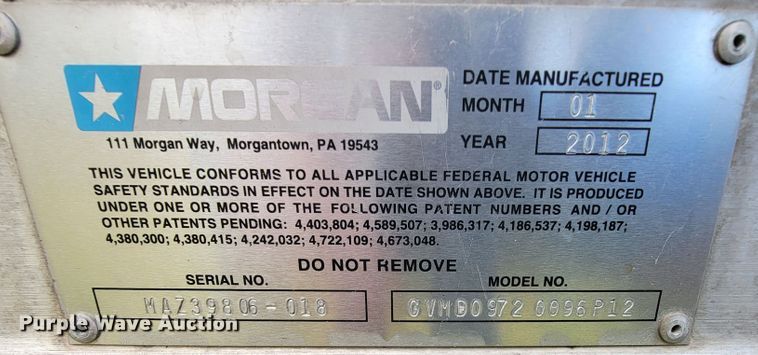 MORGAN®
111 Morgan Way, Morgantown, PA 19543
DATE MANUFACTURED
MONTH 01
YEAR 2012
THIS VEHICLE CONFORMS TO ALL APPLICABLE FEDERAL MOTOR VEHICLE
SAFETY STANDARDS IN EFFECT ON THE DATE SHOWN ABOVE. IT IS PRODUCED
UNDER ONE OR MORE OF THE FOLLOWING PATENT NUMBERS AND / OR
OTHER PATENTS PENDING: 4,403,804; 4,589,507; 3,986,317; 4,186,537; 4,198,187;
4,380,300; 4,380,415; 4,242,032; 4,722,109; 4,673,048.
DO NOT REMOVE
SERIAL NO. MODEL NO.
MAZ39806-018 GVMD09726896P12
Purple Wave Auction